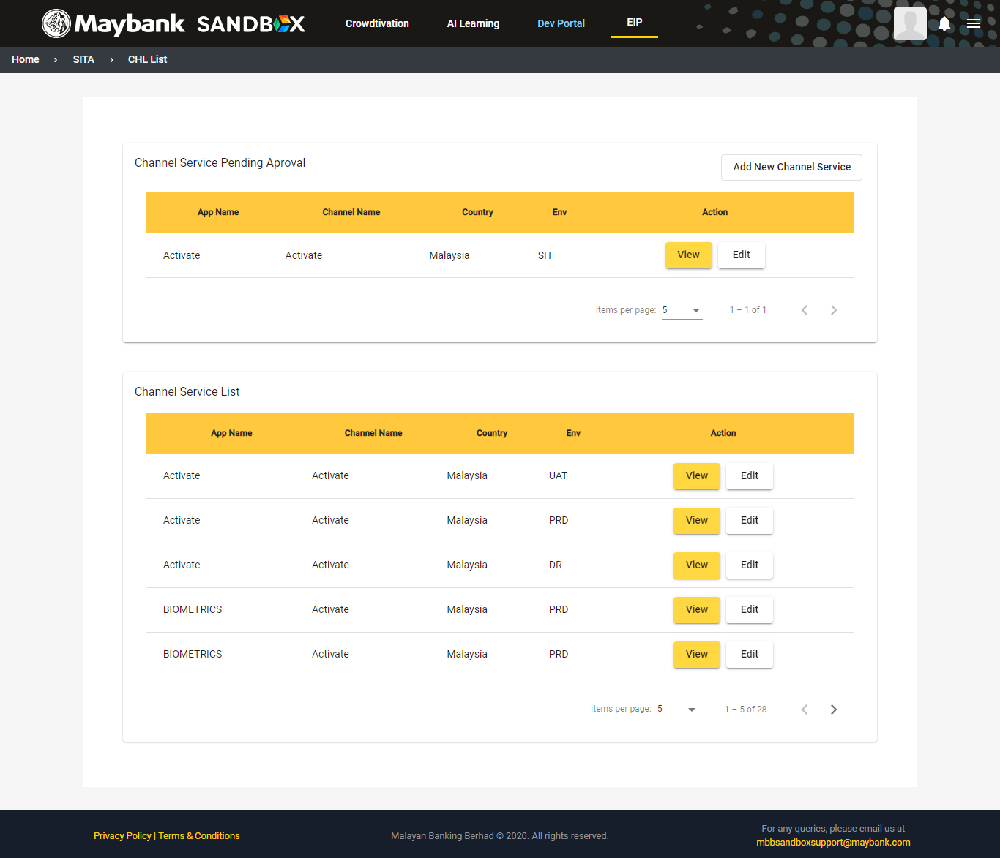 Maybank SANDBOX Crowdtivation AI Learning Dev Portal EIP
Home › SITA › CHL List
Channel Service Pending Aproval
Add New Channel Service
App Name Channel Name Country Env Action
Activate Activate Malaysia SIT View Edit
Items per page: 5 1 – 1 of 1
Channel Service List
App Name Channel Name Country Env Action
Activate Activate Malaysia UAT View Edit
Activate Activate Malaysia PRD View Edit
Activate Activate Malaysia DR View Edit
BIOMETRICS Activate Malaysia PRD View Edit
BIOMETRICS Activate Malaysia PRD View Edit
Items per page: 5 1 – 5 of 28
Privacy Policy | Terms & Conditions
Malayan Banking Berhad © 2020. All rights reserved.
For any queries, please email us at
mbbsandboxsupport@maybank.com